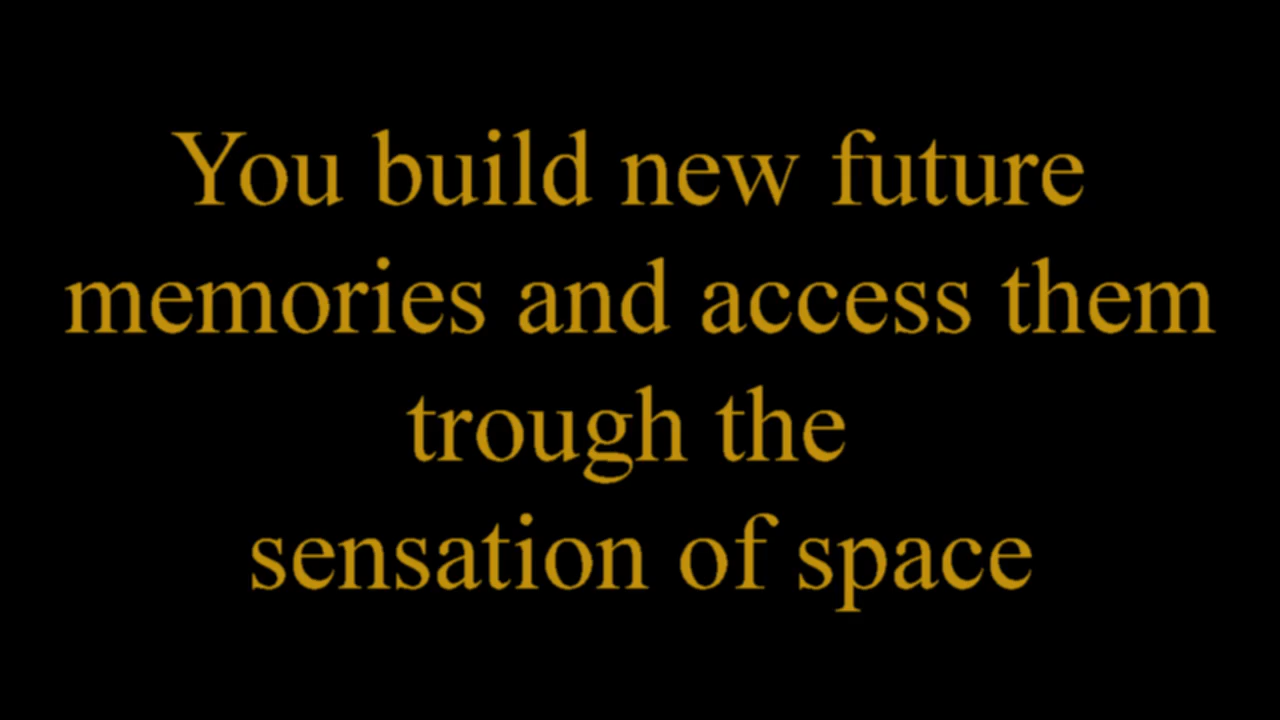 You build new future
memories and access them
trough the
sensation of space